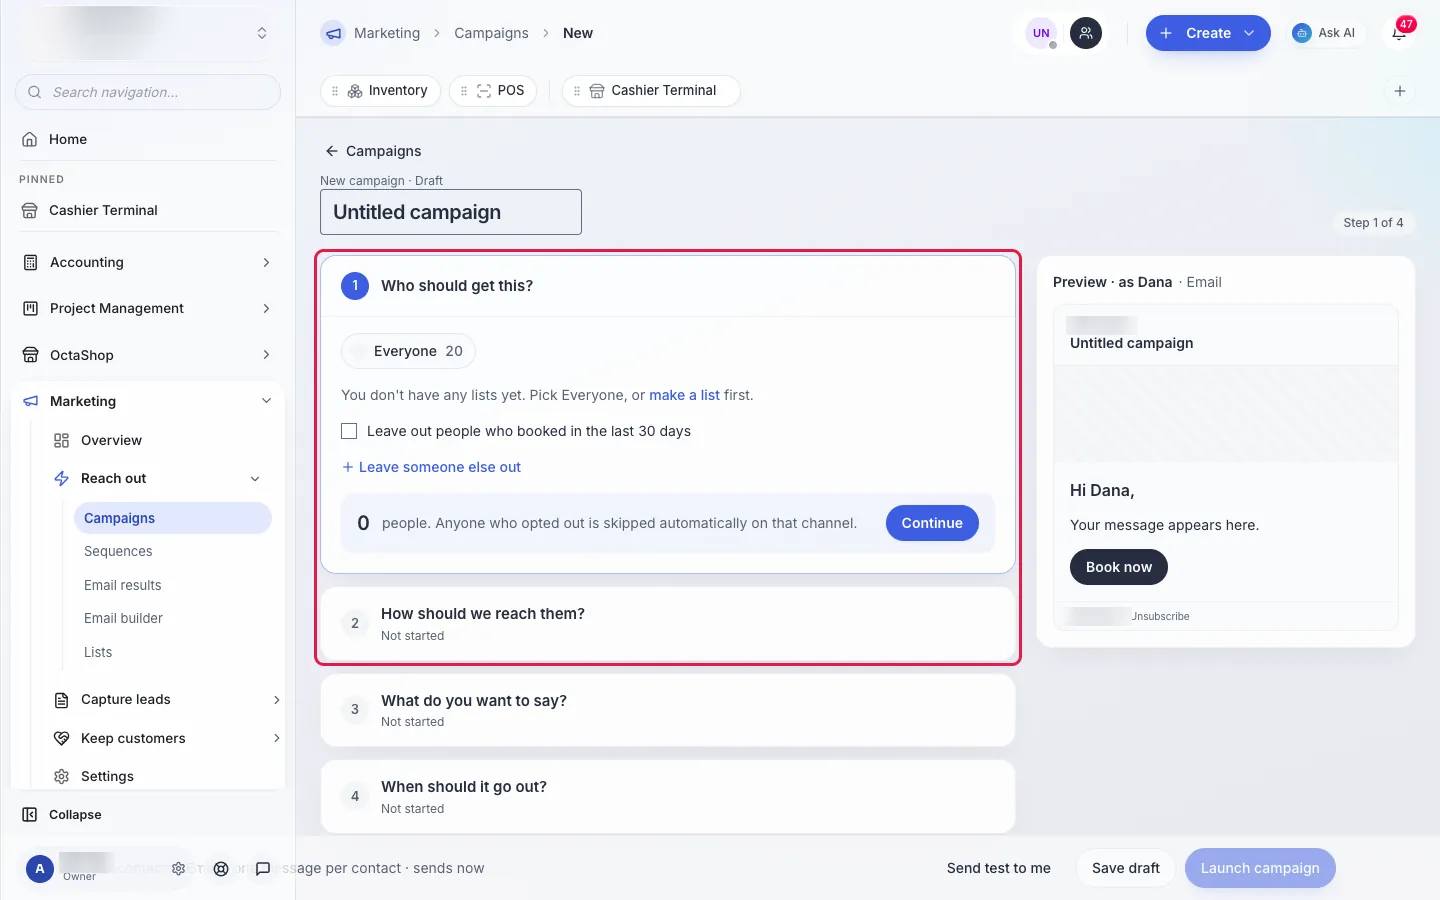 Search navigation...
Home
PINNED
Cashier Terminal
Accounting
Project Management
OctaShop
Marketing
Overview
Reach out
Campaigns
Sequences
Email results
Email builder
Lists
Capture leads
Keep customers
Settings
Collapse
A
Owner
Marketing > Campaigns > New
UN
Create
Ask AI
47
Inventory
POS
Cashier Terminal
Campaigns
New campaign · Draft
Untitled campaign
Step 1 of 4
1 Who should get this?
Everyone 20
You don't have any lists yet. Pick Everyone, or make a list first.
Leave out people who booked in the last 30 days
+ Leave someone else out
0 people. Anyone who opted out is skipped automatically on that channel.
Continue
2 How should we reach them?
Not started
3 What do you want to say?
Not started
4 When should it go out?
Not started
Preview · as Dana · Email
Untitled campaign
Hi Dana,
Your message appears here.
Book now
Unsubscribe
per contact · sends now
Send test to me
Save draft
Launch campaign